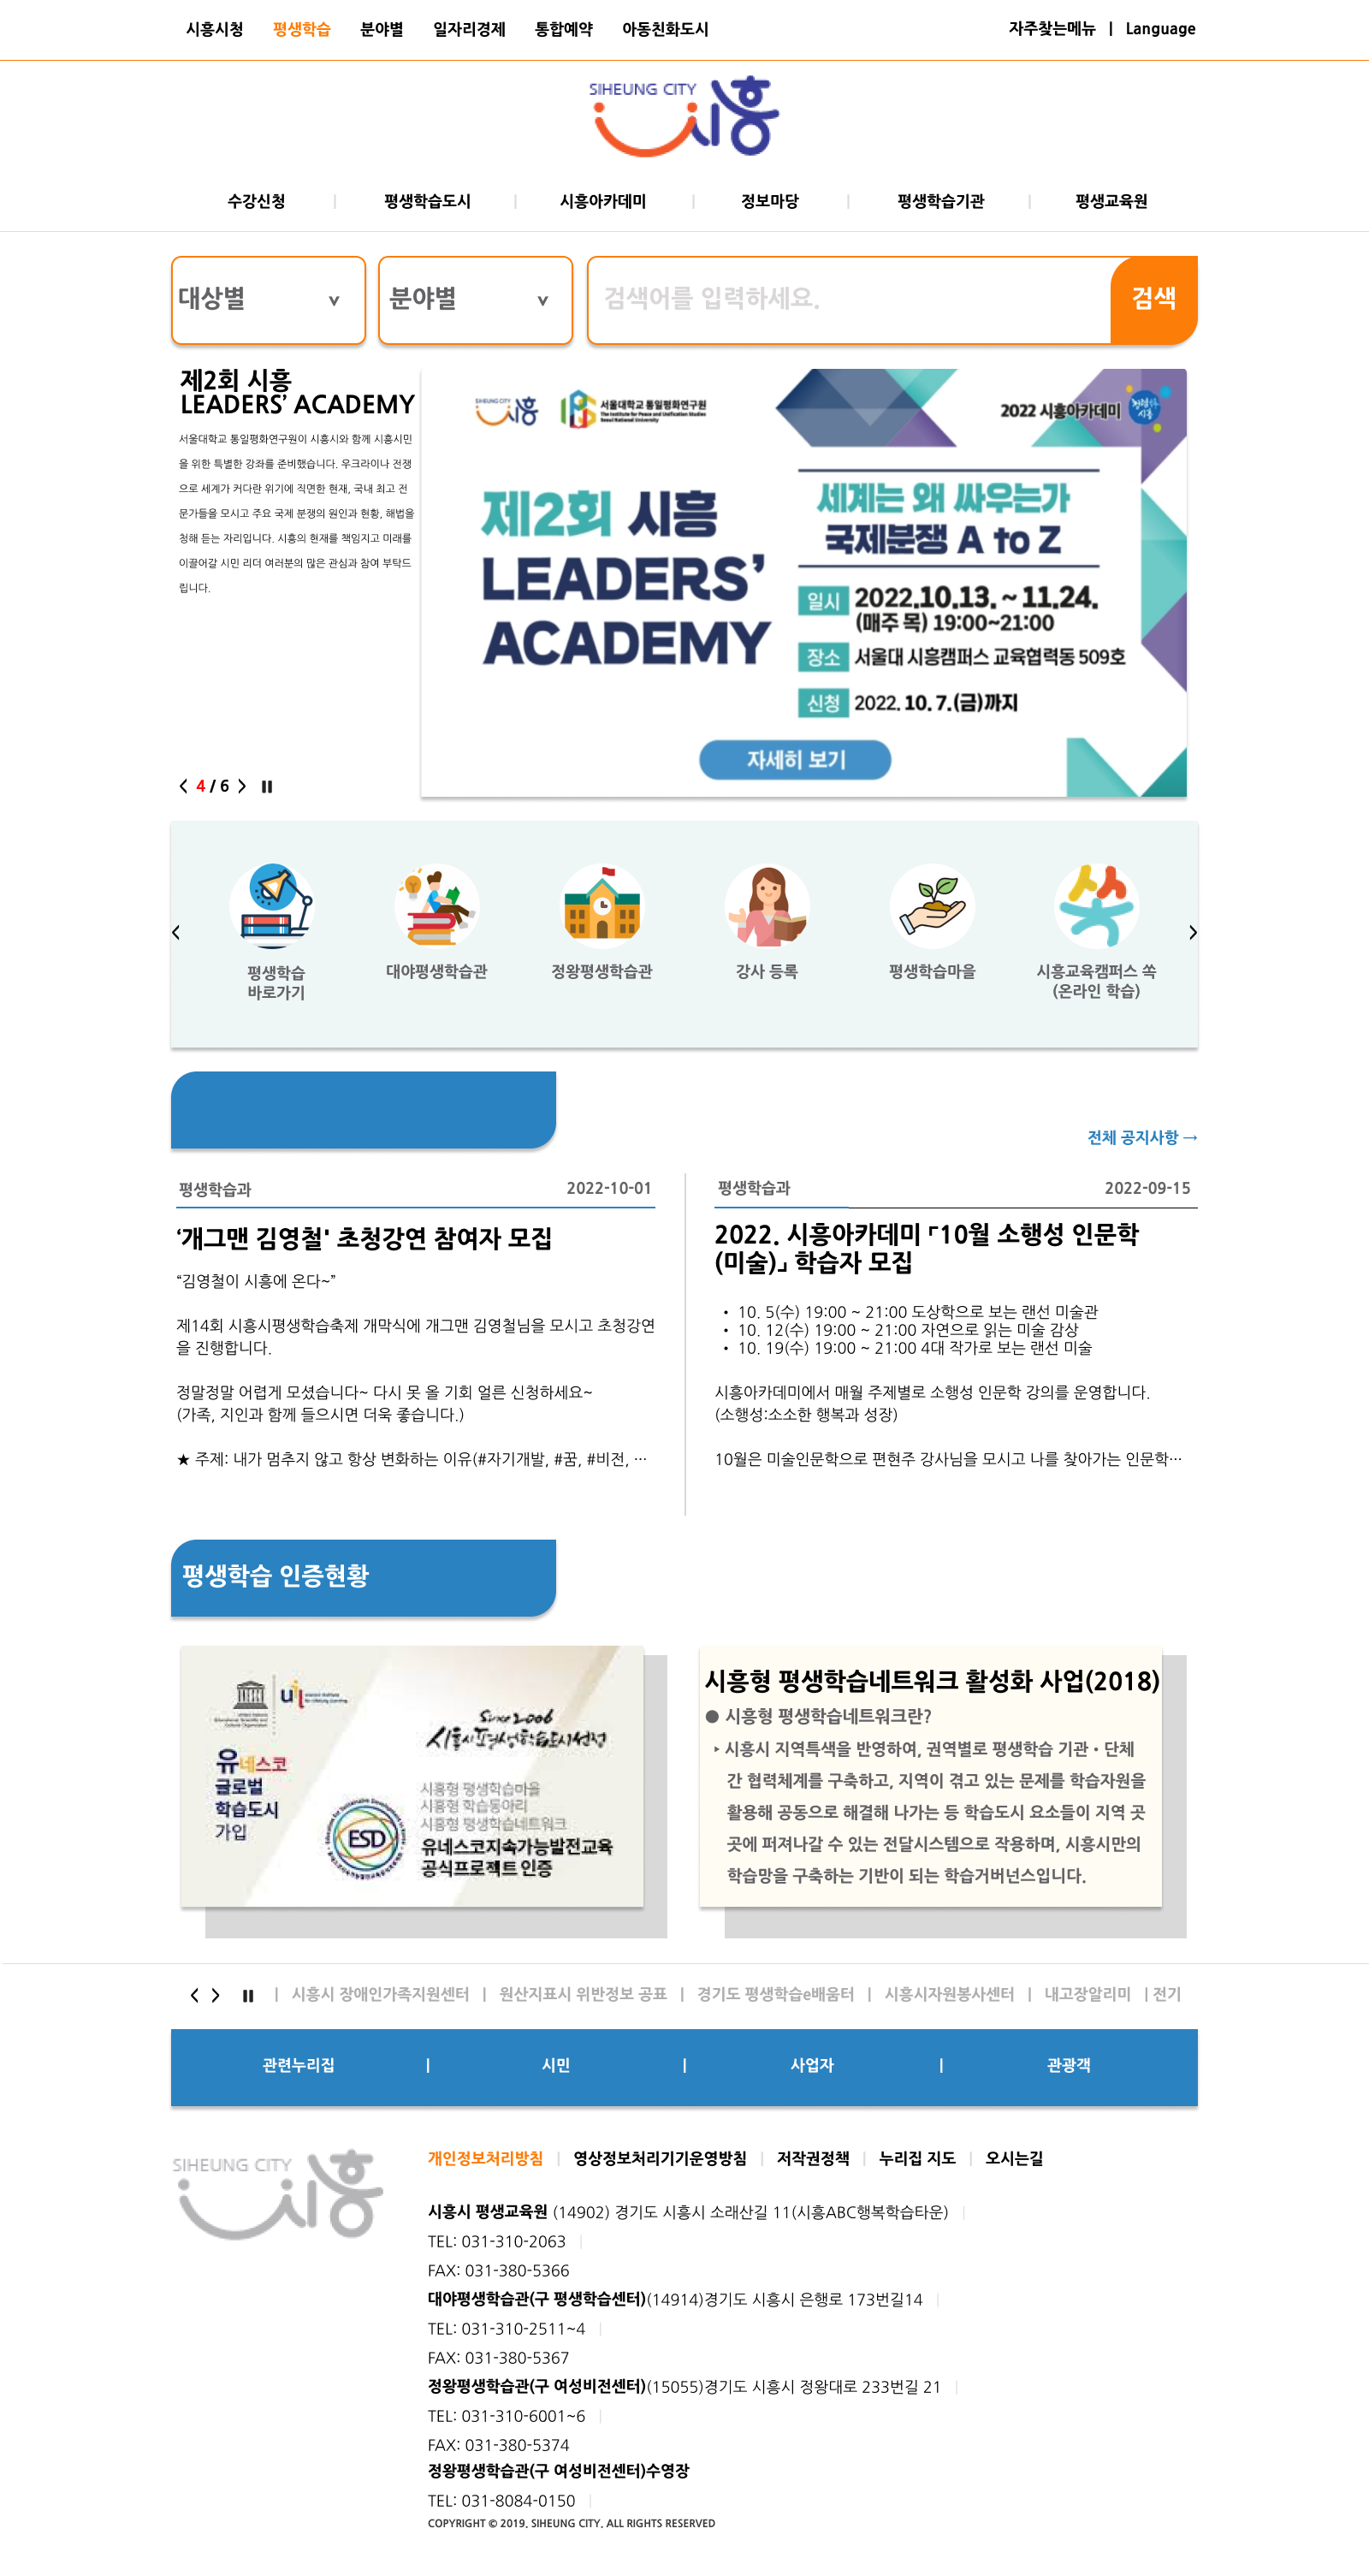 시흥시청 평생학습 분야별 일자리경제 통합예약 아동친화도시 자주찾는메뉴 | Language
SIHEUNG CITY 시흥
수강신청 | 평생학습도시 | 시흥아카데미 | 정보마당 | 평생학습기관 | 평생교육원
대상별 v 분야별 v 검색어를 입력하세요. 검색
제2회 시흥
LEADERS’ ACADEMY
서울대학교 통일평화연구원이 시흥시와 함께 시흥시민
을 위한 특별한 강좌를 준비했습니다. 우크라이나 전쟁
으로 세계가 커다란 위기에 직면한 현재, 국내 최고 전
문가들을 모시고 주요 국제 분쟁의 원인과 현황, 해법을
청해 듣는 자리입니다. 시흥의 현재를 책임지고 미래를
이끌어갈 시민 리더 여러분의 많은 관심과 참여 부탁드
립니다.
< 4 / 6 >
SIHEUNG CITY 시흥
서울대학교 통일평화연구원
The Institute for Peace and Unification Studies
Seoul National University
2022 시흥아카데미
제2회 시흥
LEADERS’
ACADEMY
세계는 왜 싸우는가
국제분쟁 A to Z
일시 2022.10.13. ~ 11.24.
(매주 목) 19:00~21:00
장소 서울대 시흥캠퍼스 교육협력동 509호
신청 2022. 10. 7.(금)까지
자세히 보기
평생학습
바로가기
대야평생학습관
정왕평생학습관
강사 등록
평생학습마을
쏙
시흥교육캠퍼스 쏙
(온라인 학습)
전체 공지사항 →
평생학습과 2022-10-01
‘개그맨 김영철' 초청강연 참여자 모집
“김영철이 시흥에 온다~”
제14회 시흥시평생학습축제 개막식에 개그맨 김영철님을 모시고 초청강연
을 진행합니다.
정말정말 어렵게 모셨습니다~ 다시 못 올 기회 얼른 신청하세요~
(가족, 지인과 함께 들으시면 더욱 좋습니다.)
★ 주제: 내가 멈추지 않고 항상 변화하는 이유(#자기개발, #꿈, #비전, …
평생학습과 2022-09-15
2022. 시흥아카데미 ｢10월 소행성 인문학
(미술)｣ 학습자 모집
• 10. 5(수) 19:00 ~ 21:00 도상학으로 보는 랜선 미술관
• 10. 12(수) 19:00 ~ 21:00 자연으로 읽는 미술 감상
• 10. 19(수) 19:00 ~ 21:00 4대 작가로 보는 랜선 미술
시흥아카데미에서 매월 주제별로 소행성 인문학 강의를 운영합니다.
(소행성:소소한 행복과 성장)
10월은 미술인문학으로 편현주 강사님을 모시고 나를 찾아가는 인문학…
평생학습 인증현황
유네스코
글로벌
학습도시
가입
Since 2006
시흥시평생학습도시선정
시흥형 평생학습마을
시흥형 학습동아리
시흥형 평생학습네트워크
유네스코지속가능발전교육
공식프로젝트 인증
ESD
시흥형 평생학습네트워크 활성화 사업(2018)
● 시흥형 평생학습네트워크란?
‣ 시흥시 지역특색을 반영하여, 권역별로 평생학습 기관・단체
간 협력체계를 구축하고, 지역이 겪고 있는 문제를 학습자원을
활용해 공동으로 해결해 나가는 등 학습도시 요소들이 지역 곳
곳에 퍼져나갈 수 있는 전달시스템으로 작용하며, 시흥시만의
학습망을 구축하는 기반이 되는 학습거버넌스입니다.
< > | 시흥시 장애인가족지원센터 | 원산지표시 위반정보 공표 | 경기도 평생학습e배움터 | 시흥시자원봉사센터 | 내고장알리미 | 전기
관련누리집 | 시민 | 사업자 | 관광객
SIHEUNG CITY 시흥
개인정보처리방침 | 영상정보처리기기운영방침 | 저작권정책 | 누리집 지도 | 오시는길
시흥시 평생교육원 (14902) 경기도 시흥시 소래산길 11(시흥ABC행복학습타운) |
TEL: 031-310-2063 |
FAX: 031-380-5366
대야평생학습관(구 평생학습센터)(14914)경기도 시흥시 은행로 173번길14 |
TEL: 031-310-2511~4 |
FAX: 031-380-5367
정왕평생학습관(구 여성비전센터)(15055)경기도 시흥시 정왕대로 233번길 21 |
TEL: 031-310-6001~6 |
FAX: 031-380-5374
정왕평생학습관(구 여성비전센터)수영장
TEL: 031-8084-0150 |
COPYRIGHT © 2019. SIHEUNG CITY. ALL RIGHTS RESERVED